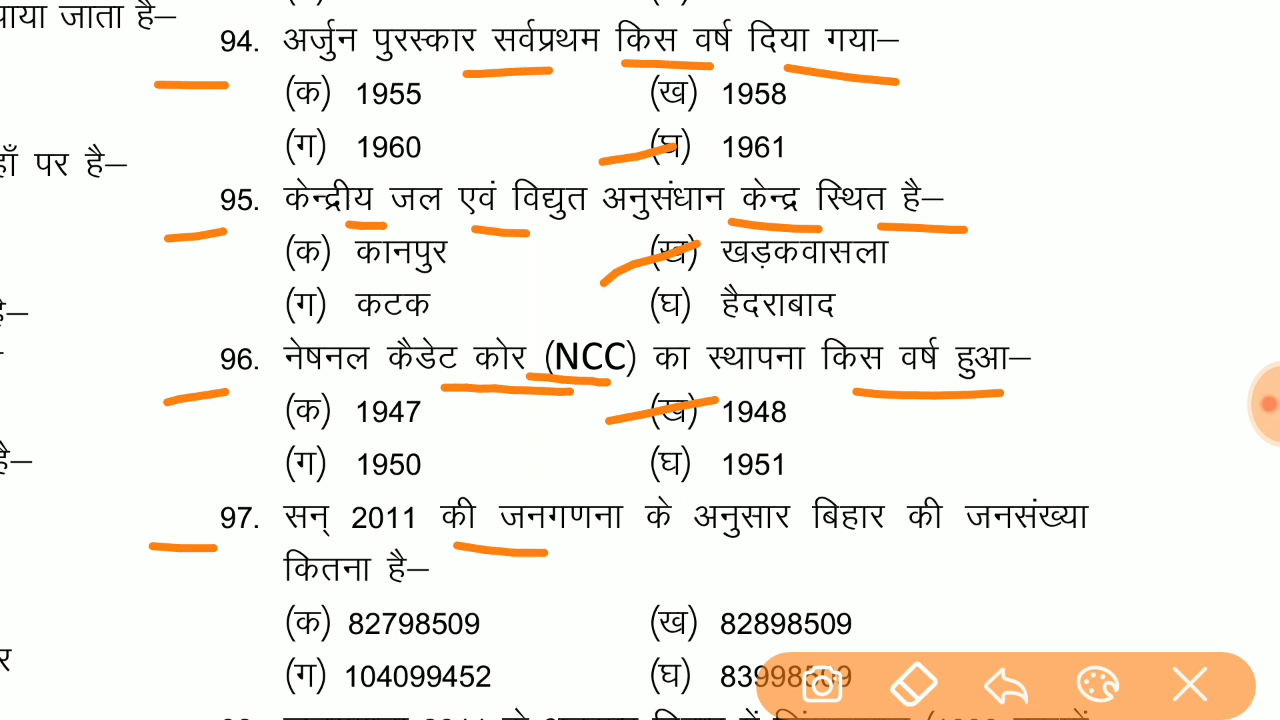 पाया जाता है–
94. अर्जुन पुरस्कार सर्वप्रथम किस वर्ष दिया गया–
(क) 1955 (ख) 1958
(ग) 1960 (घ) 1961
हाँ पर है–
95. केन्द्रीय जल एवं विद्युत अनुसंधान केन्द्र स्थित है–
(क) कानपुर (ख) खड़कवासला
(ग) कटक (घ) हैदराबाद
है–
96. नेषनल कैडेट कोर (NCC) का स्थापना किस वर्ष हुआ–
(क) 1947 (ख) 1948
(ग) 1950 (घ) 1951
है–
97. सन् 2011 की जनगणना के अनुसार बिहार की जनसंख्या
कितना है–
(क) 82798509 (ख) 82898509
(ग) 104099452 (घ) 83998509